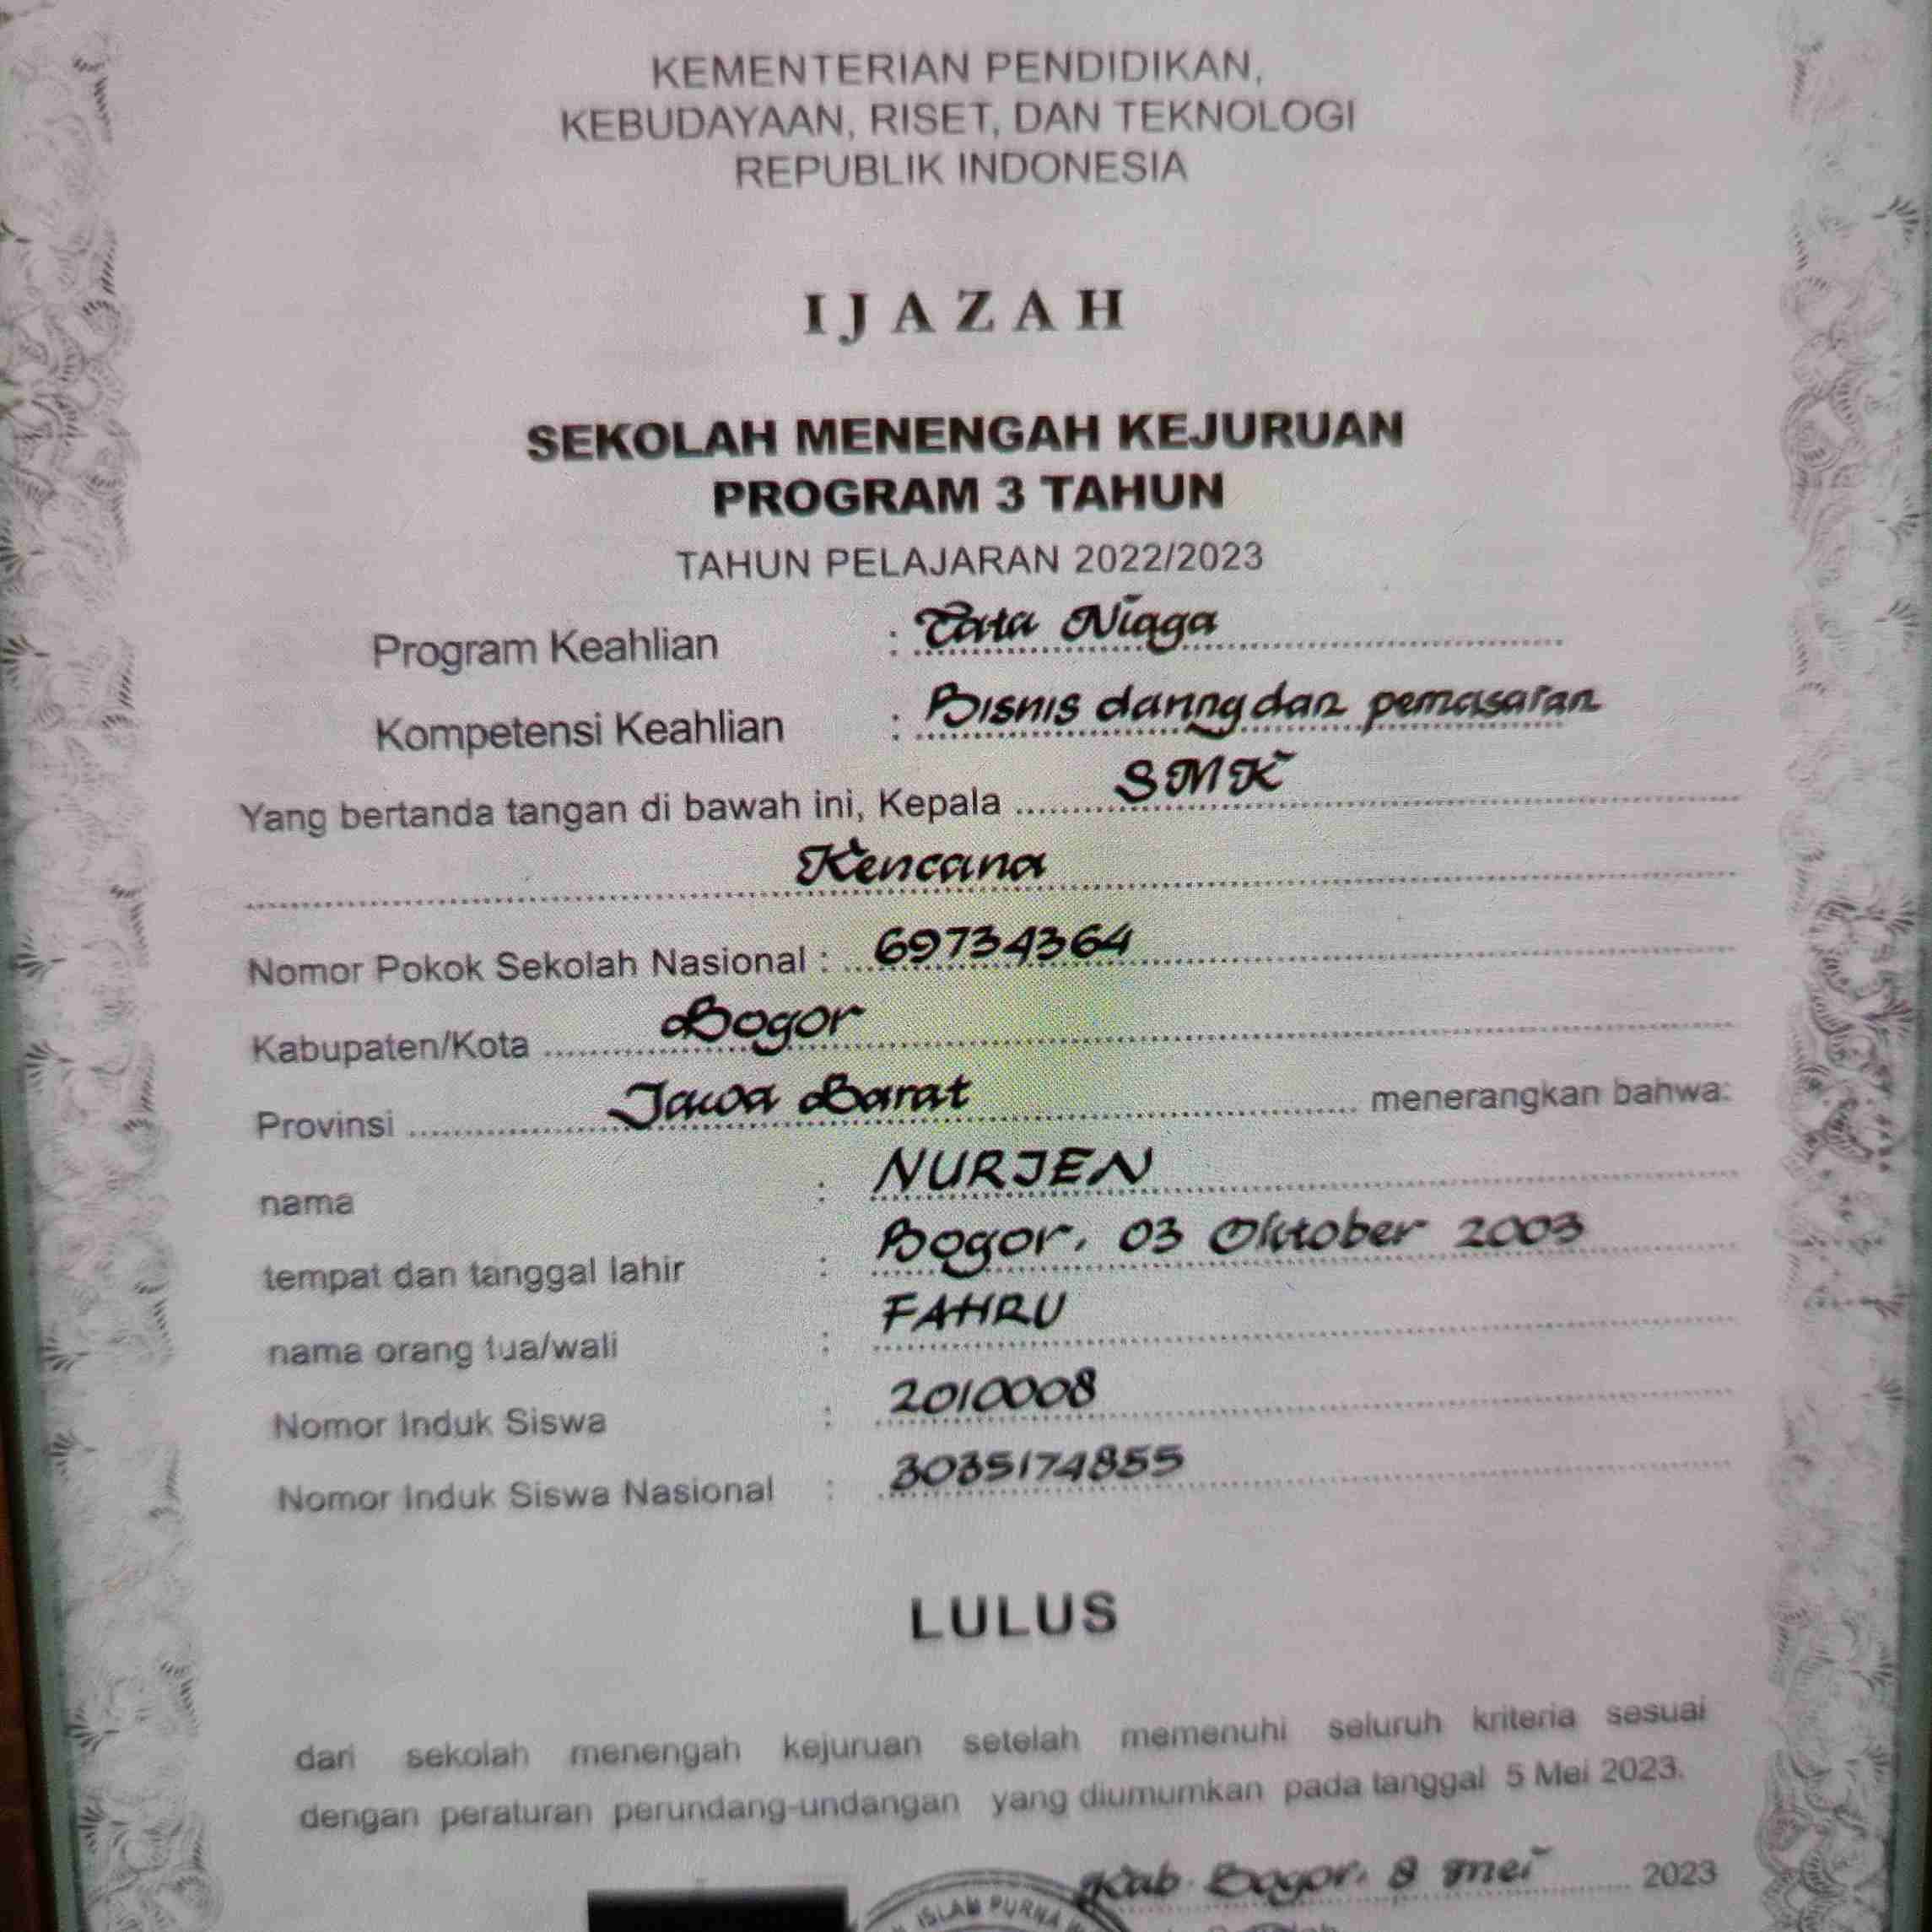 KEMENTERIAN PENDIDIKAN,
KEBUDAYAAN, RISET, DAN TEKNOLOGI
REPUBLIK INDONESIA
IJAZAH
SEKOLAH MENENGAH KEJURUAN
PROGRAM 3 TAHUN
TAHUN PELAJARAN 2022/2023
Program Keahlian : Tata Niaga
Kompetensi Keahlian : Bisnis daring dan pemasaran
Yang bertanda tangan di bawah ini, Kepala SMK
Kencana
Nomor Pokok Sekolah Nasional : 69734364
Kabupaten/Kota Bogor
Provinsi Jawa Barat menerangkan bahwa:
nama : NURJEN
tempat dan tanggal lahir : Bogor, 03 Oktober 2003
nama orang tua/wali : FAHRU
Nomor Induk Siswa : 2010008
Nomor Induk Siswa Nasional : 3035174855
LULUS
dari sekolah menengah kejuruan setelah memenuhi seluruh kriteria sesuai
dengan peraturan perundang-undangan yang diumumkan pada tanggal 5 Mei 2023.
Kab. Bogor, 8 mei 2023
ISLAM PURNA